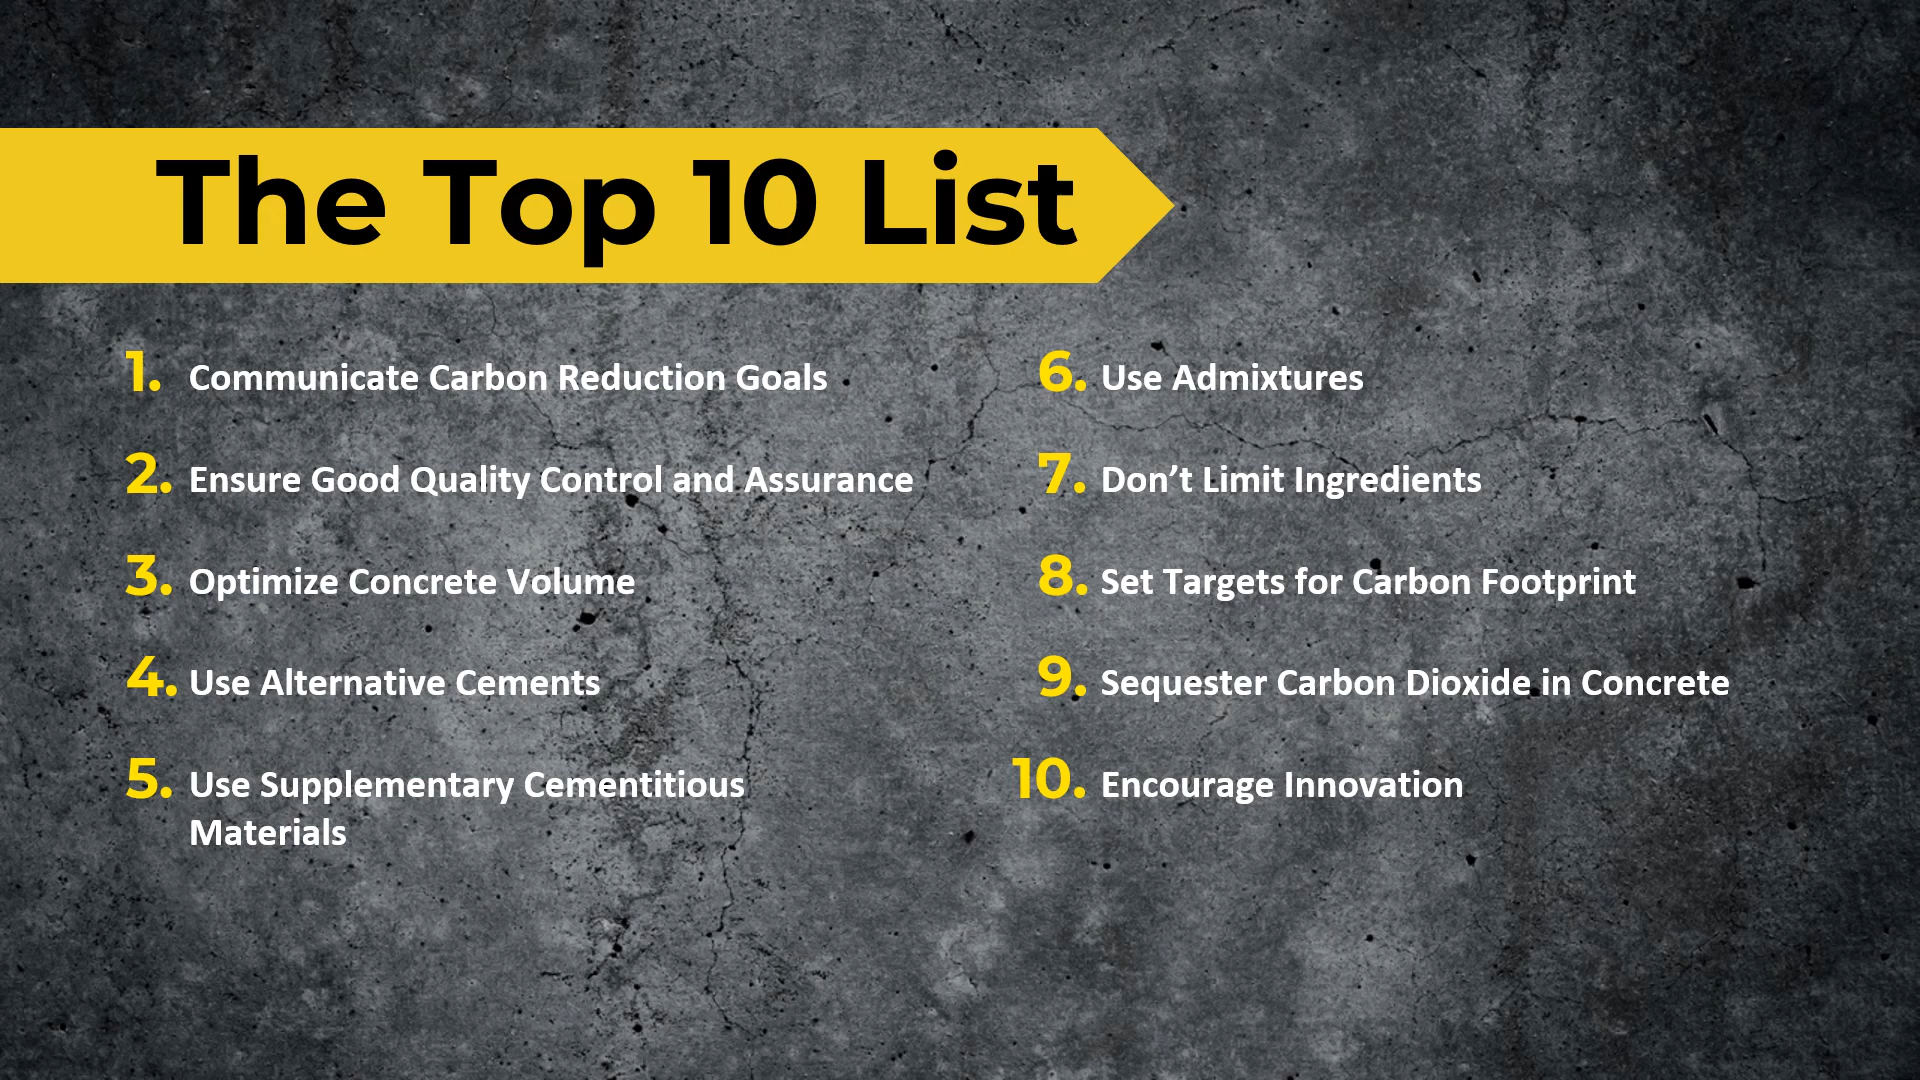 The Top 10 List
1. Communicate Carbon Reduction Goals
2. Ensure Good Quality Control and Assurance
3. Optimize Concrete Volume
4. Use Alternative Cements
5. Use Supplementary Cementitious
Materials
6. Use Admixtures
7. Don’t Limit Ingredients
8. Set Targets for Carbon Footprint
9. Sequester Carbon Dioxide in Concrete
10. Encourage Innovation